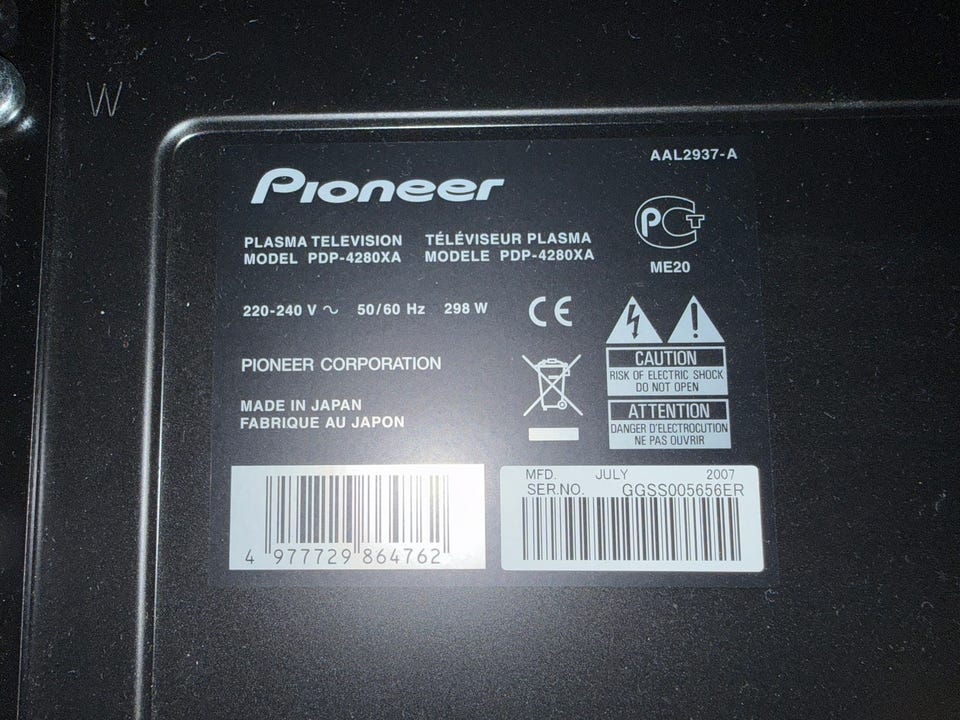 W
AAL2937-A
Pioneer
PCT
ME20
PLASMA TELEVISION
MODEL PDP-4280XA
TÉLÉVISEUR PLASMA
MODELE PDP-4280XA
220-240 V ~ 50/60 Hz 298 W
CE
PIONEER CORPORATION
MADE IN JAPAN
FABRIQUE AU JAPON
CAUTION
RISK OF ELECTRIC SHOCK
DO NOT OPEN
ATTENTION
DANGER D'ELECTROCUTION
NE PAS OUVRIR
4 977729 864762
MFD. JULY 2007
SER.NO. GGSS005656ER